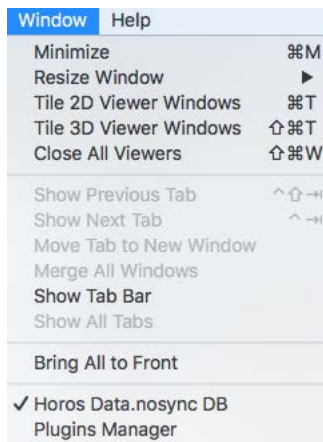 Window Help
Minimize ⌘M
Resize Window ▶
Tile 2D Viewer Windows ⌘T
Tile 3D Viewer Windows ⇧⌘T
Close All Viewers ⇧⌘W
Show Previous Tab ^⇧⇥
Show Next Tab ^⇥
Move Tab to New Window
Merge All Windows
Show Tab Bar
Show All Tabs
Bring All to Front
✓ Horos Data.nosync DB
Plugins Manager